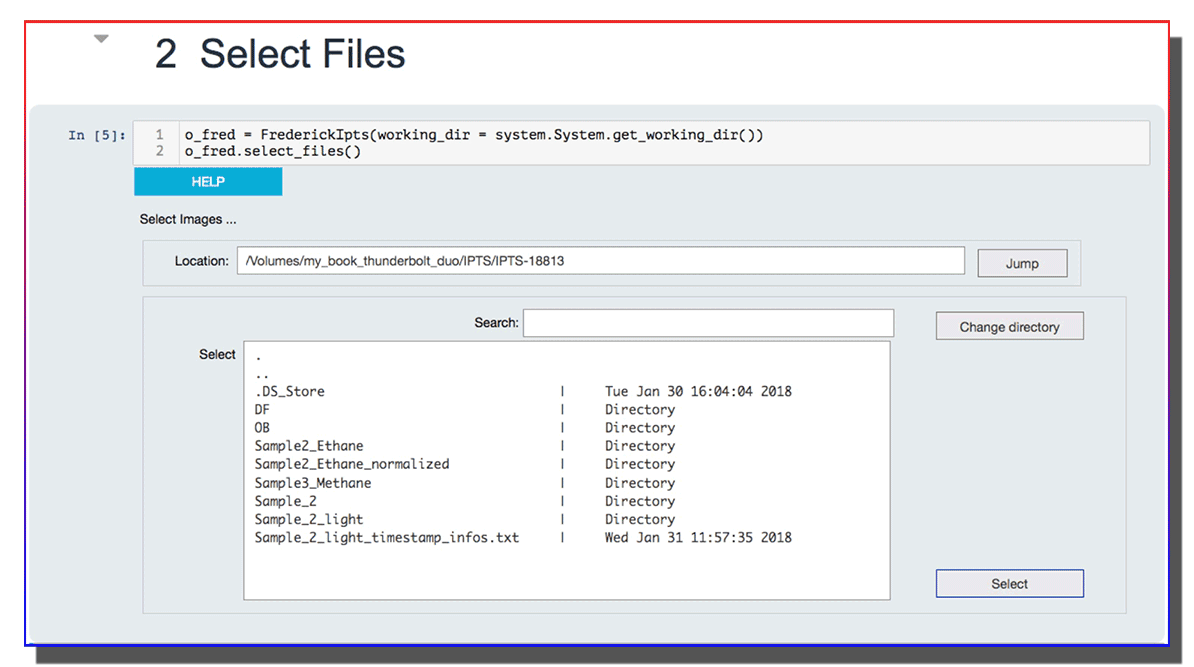 2 Select Files
In [5]:
1 o_fred = FrederickIpts(working_dir = system.System.get_working_dir())
2 o_fred.select_files()
HELP
Select Images ...
Location: /Volumes/my_book_thunderbolt_duo/IPTS/IPTS-18813 Jump
Search: Change directory
Select .
..
.DS_Store | Tue Jan 30 16:04:04 2018
DF | Directory
OB | Directory
Sample2_Ethane | Directory
Sample2_Ethane_normalized | Directory
Sample3_Methane | Directory
Sample_2 | Directory
Sample_2_light | Directory
Sample_2_light_timestamp_infos.txt | Wed Jan 31 11:57:35 2018
Select